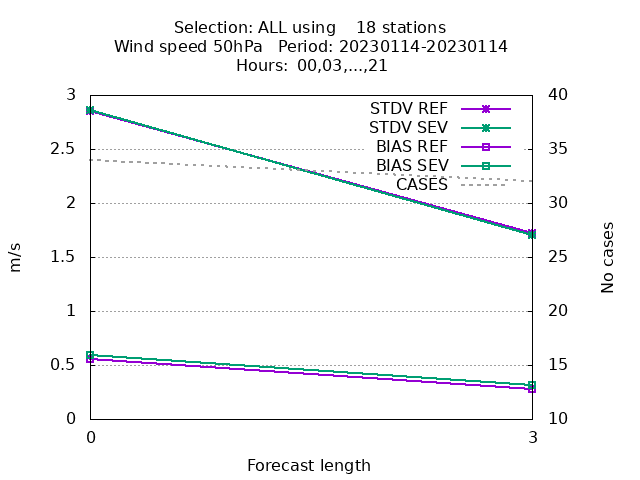 Selection: ALL using    18 stations
Wind speed 50hPa   Period: 20230114-20230114
Hours:  00,03,...,21
3
2.5
2
1.5
1
0.5
0
m/s
40
35
30
25
20
15
10
No cases
STDV REF
STDV SEV
BIAS REF
BIAS SEV
CASES
0
3
Forecast length